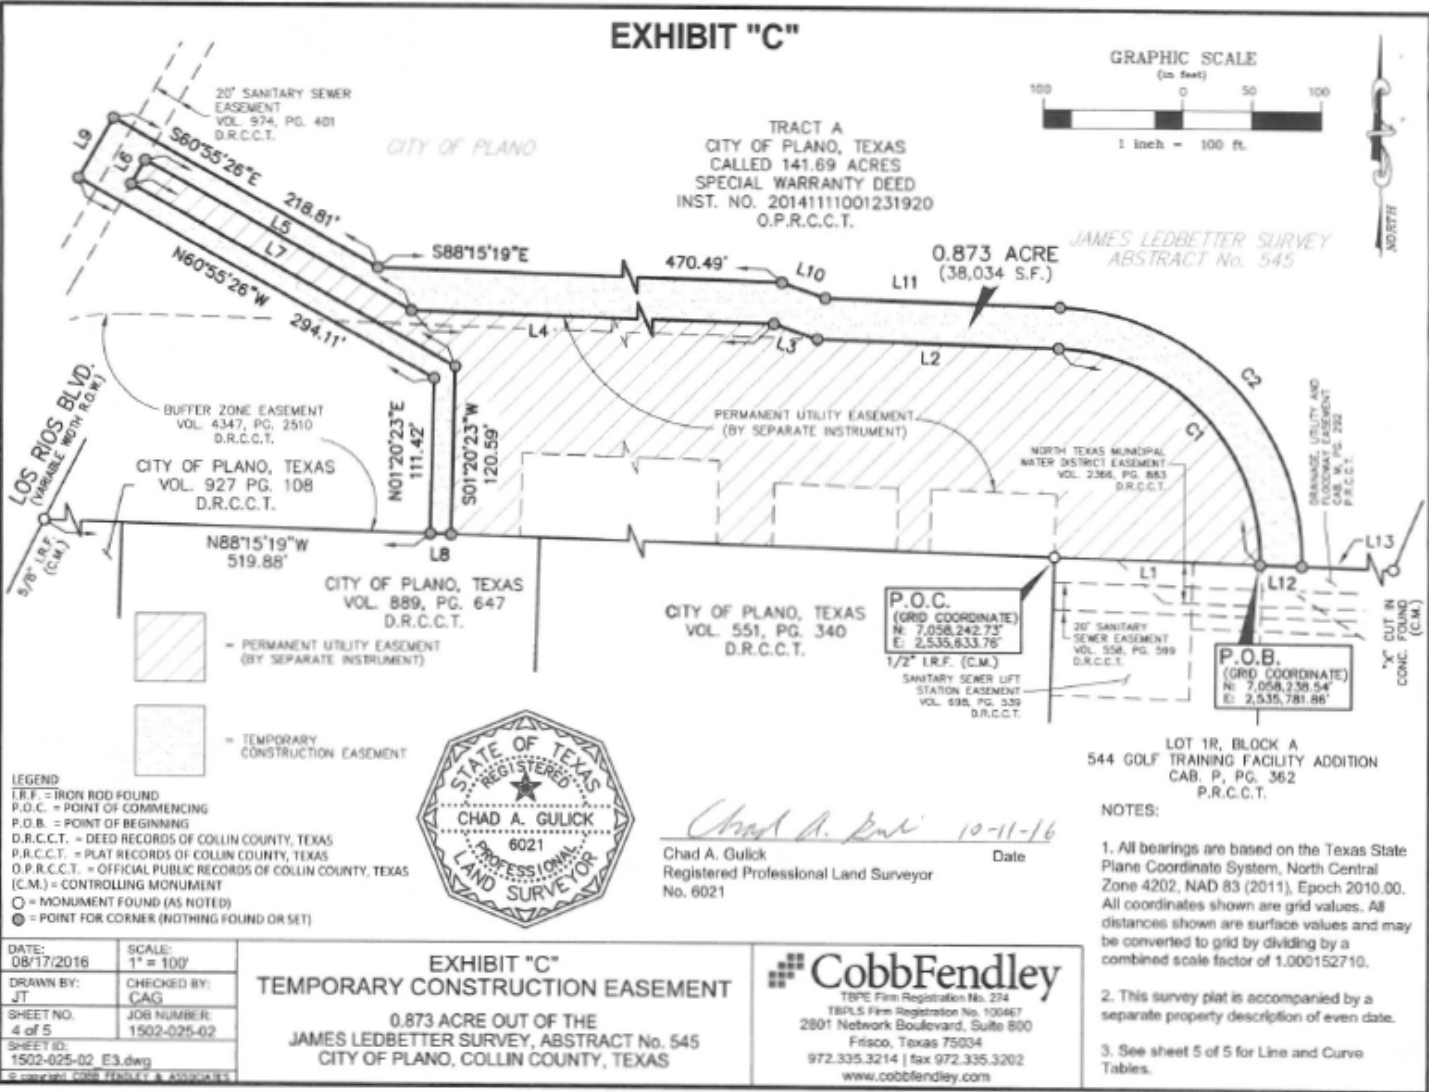 EXHIBIT "C"
GRAPHIC SCALE
(in feet)
100 0 50 100
1 inch = 100 ft.
NORTH
20' SANITARY SEWER
EASEMENT
VOL. 974, PG. 401
D.R.C.C.T.
CITY OF PLANO
TRACT A
CITY OF PLANO, TEXAS
CALLED 141.69 ACRES
SPECIAL WARRANTY DEED
INST. NO. 20141111001231920
O.P.R.C.C.T.
JAMES LEDBETTER SURVEY
ABSTRACT No. 545
0.873 ACRE
(38,034 S.F.)
L9
L6
S60°55'26"E
218.81'
L5
L7
N60°55'26"W
294.11'
S88°15'19"E
470.49'
L10
L11
L4
L3
L2
C2
C1
LOS RIOS BLVD.
(VARIABLE WIDTH R.O.W.)
BUFFER ZONE EASEMENT
VOL. 4347, PG. 2510
D.R.C.C.T.
CITY OF PLANO, TEXAS
VOL. 927 PG. 108
D.R.C.C.T.
N01°20'23"E
111.42'
S01°20'23"W
120.59'
PERMANENT UTILITY EASEMENT
(BY SEPARATE INSTRUMENT)
NORTH TEXAS MUNICIPAL
WATER DISTRICT EASEMENT
VOL. 2366, PG. 883
D.R.C.C.T.
DRAINAGE, UTILITY AND
FLOODWAY EASEMENT
CAB. M, PG. 292
P.R.C.C.T.
5/8" I.R.F.
(C.M.)
N88°15'19"W
519.88'
L8
L1
L12
L13
CITY OF PLANO, TEXAS
VOL. 889, PG. 647
D.R.C.C.T.
CITY OF PLANO, TEXAS
VOL. 551, PG. 340
D.R.C.C.T.
P.O.C.
(GRID COORDINATE)
N: 7,058,242.73'
E: 2,535,633.76'
1/2" I.R.F. (C.M.)
SANITARY SEWER LIFT
STATION EASEMENT
VOL. 698, PG. 539
D.R.C.C.T.
20' SANITARY
SEWER EASEMENT
VOL. 558, PG. 599
D.R.C.C.T.
P.O.B.
(GRID COORDINATE)
N: 7,058,238.54'
E: 2,535,781.86'
"X" CUT IN
CONC. FOUND
(C.M.)
= PERMANENT UTILITY EASEMENT
(BY SEPARATE INSTRUMENT)
= TEMPORARY
CONSTRUCTION EASEMENT
LOT 1R, BLOCK A
544 GOLF TRAINING FACILITY ADDITION
CAB. P, PG. 362
P.R.C.C.T.
LEGEND
I.R.F. = IRON ROD FOUND
P.O.C. = POINT OF COMMENCING
P.O.B. = POINT OF BEGINNING
D.R.C.C.T. = DEED RECORDS OF COLLIN COUNTY, TEXAS
P.R.C.C.T. = PLAT RECORDS OF COLLIN COUNTY, TEXAS
O.P.R.C.C.T. = OFFICIAL PUBLIC RECORDS OF COLLIN COUNTY, TEXAS
(C.M.) = CONTROLLING MONUMENT
= MONUMENT FOUND (AS NOTED)
= POINT FOR CORNER (NOTHING FOUND OR SET)
STATE OF TEXAS
REGISTERED
CHAD A. GULICK
6021
PROFESSIONAL
LAND SURVEYOR
10-11-16
Chad A. Gulick Date
Registered Professional Land Surveyor
No. 6021
NOTES:
1. All bearings are based on the Texas State
Plane Coordinate System, North Central
Zone 4202, NAD 83 (2011), Epoch 2010.00.
All coordinates shown are grid values. All
distances shown are surface values and may
be converted to grid by dividing by a
combined scale factor of 1.000152710.
2. This survey plat is accompanied by a
separate property description of even date.
3. See sheet 5 of 5 for Line and Curve
Tables.
DATE:
08/17/2016
SCALE:
1" = 100'
DRAWN BY:
JT
CHECKED BY:
CAG
SHEET NO.
4 of 5
JOB NUMBER:
1502-025-02
SHEET ID:
1502-025-02_E3.dwg
© copyright COBB FENDLEY & ASSOCIATES
EXHIBIT "C"
TEMPORARY CONSTRUCTION EASEMENT
0.873 ACRE OUT OF THE
JAMES LEDBETTER SURVEY, ABSTRACT No. 545
CITY OF PLANO, COLLIN COUNTY, TEXAS
CobbFendley
TBPE Firm Registration No. 274
TBPLS Firm Registration No. 100467
2801 Network Boulevard, Suite 800
Frisco, Texas 75034
972.335.3214 | fax 972.335.3202
www.cobbfendley.com